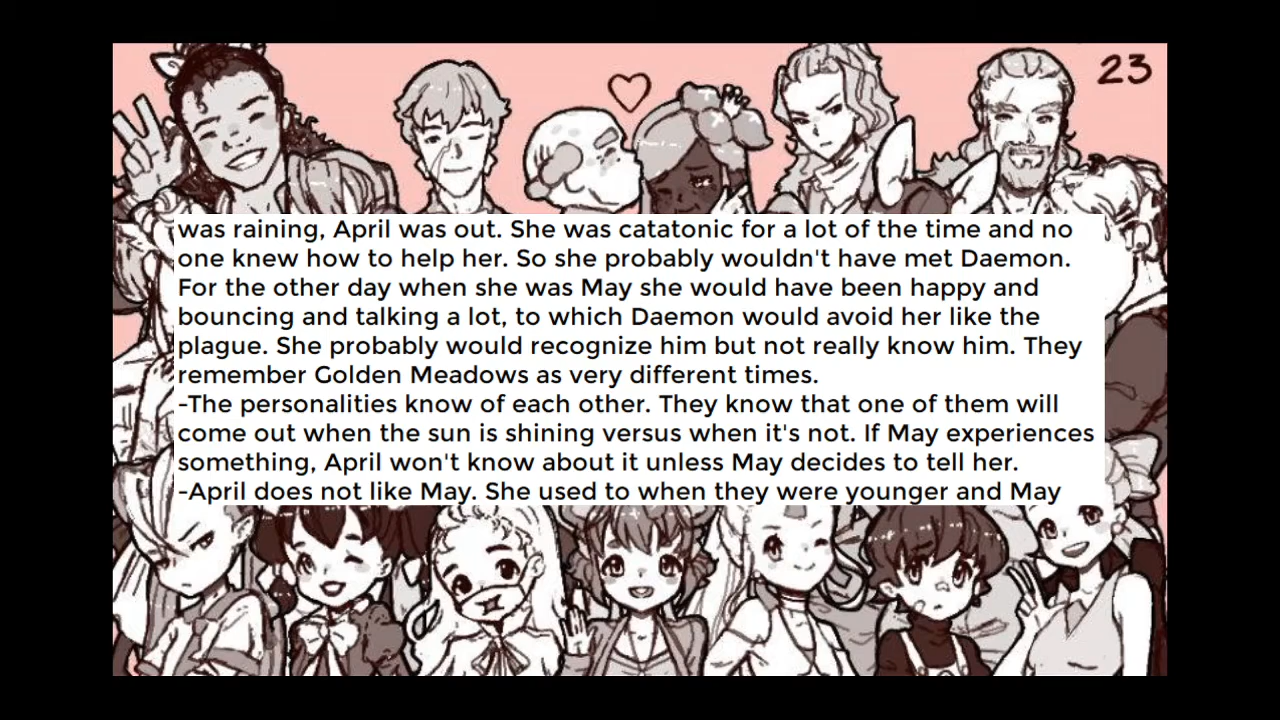 23
was raining, April was out. She was catatonic for a lot of the time and no
one knew how to help her. So she probably wouldn't have met Daemon.
For the other day when she was May she would have been happy and
bouncing and talking a lot, to which Daemon would avoid her like the
plague. She probably would recognize him but not really know him. They
remember Golden Meadows as very different times.
-The personalities know of each other. They know that one of them will
come out when the sun is shining versus when it's not. If May experiences
something, April won't know about it unless May decides to tell her.
-April does not like May. She used to when they were younger and May